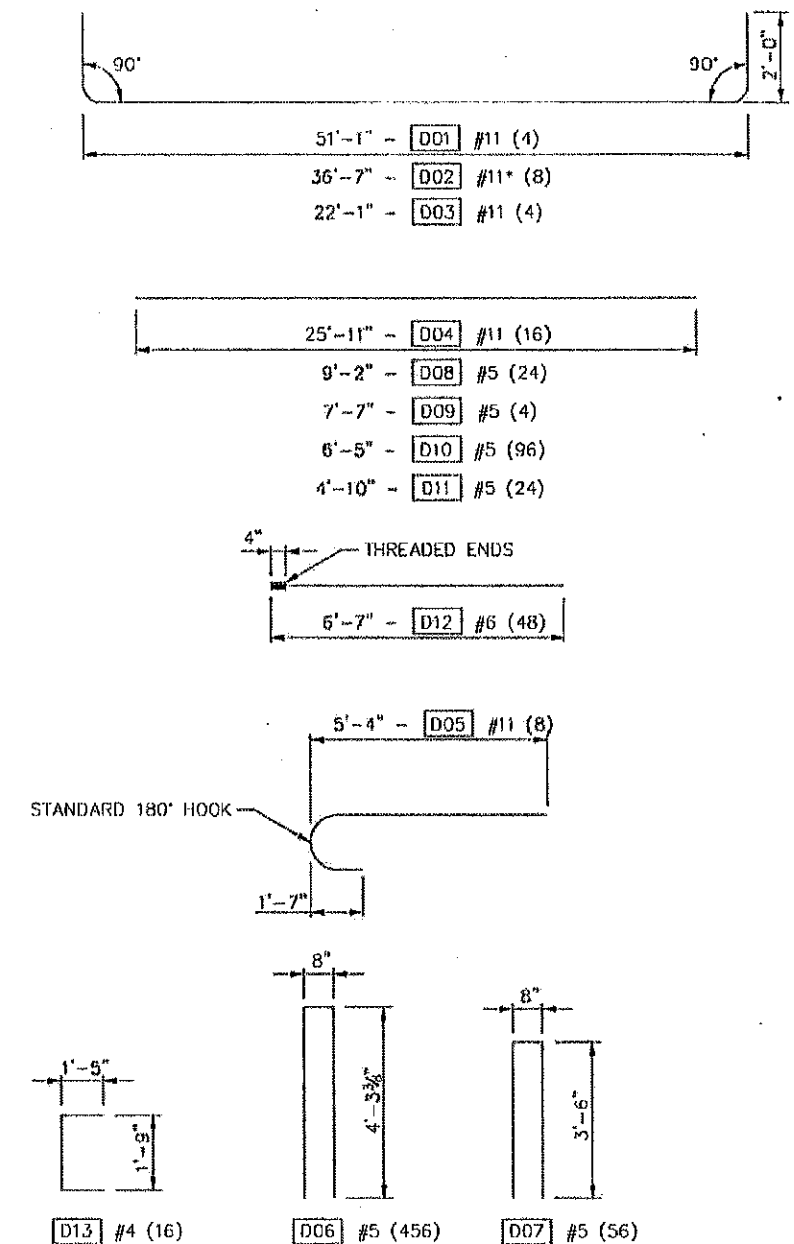 90°
90°
2'-0"
51'-1" - D01 #11 (4)
36'-7" - D02 #11* (8)
22'-1" - D03 #11 (4)
25'-11" - D04 #11 (16)
9'-2" - D08 #5 (24)
7'-7" - D09 #5 (4)
6'-5" - D10 #5 (96)
4'-10" - D11 #5 (24)
4"
THREADED ENDS
6'-7" - D12 #6 (48)
5'-4" - D05 #11 (8)
STANDARD 180° HOOK
1'-7"
8"
8"
1'-5"
4'-3¾"
3'-6"
1'-9"
D13 #4 (16)
D06 #5 (456)
D07 #5 (56)